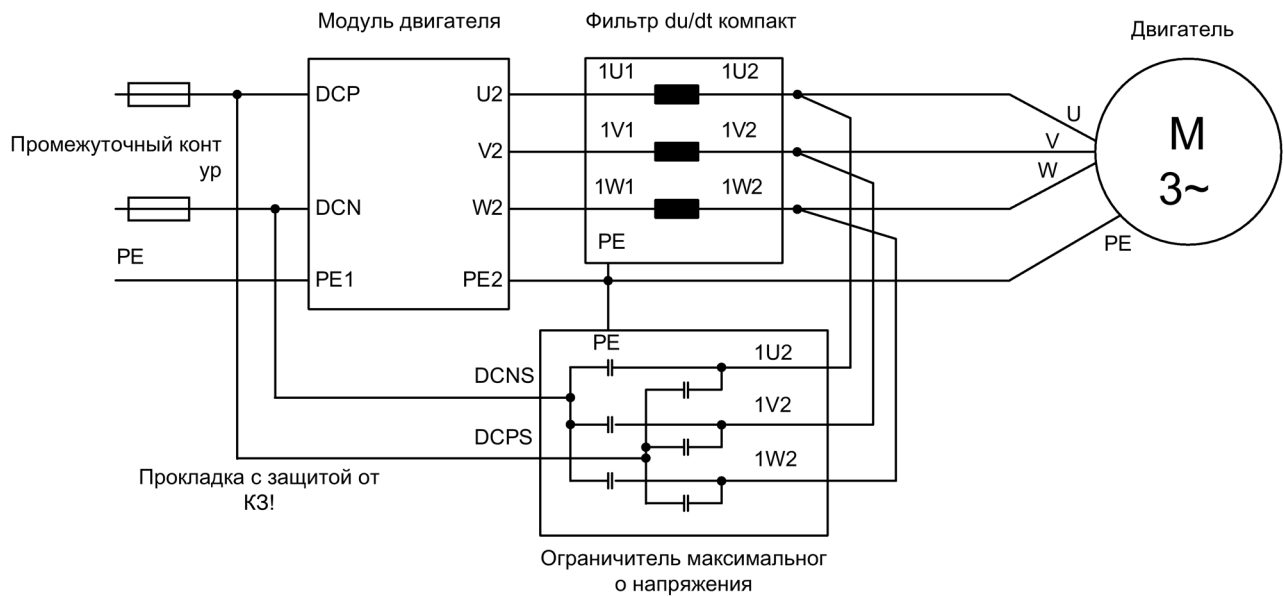 Модуль двигателя
Фильтр du/dt компакт
Двигатель
DCP
U2
1U1
1U2
U
Промежуточный конт
ур
V2
1V1
1V2
V
M
3~
DCN
W2
1W1
1W2
W
PE
PE
PE
PE1
PE2
PE
1U2
DCNS
1V2
DCPS
1W2
Прокладка с защитой от
КЗ!
Ограничитель максимальног
о напряжения